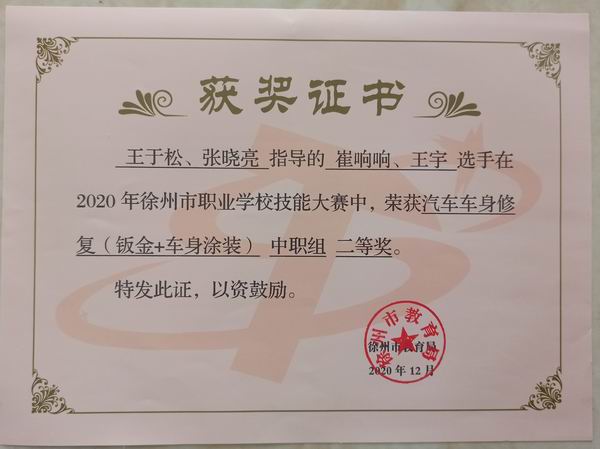 获奖证书
王于松、张晓亮 指导的 崔响响、王宇 选手在
2020 年徐州市职业学校技能大赛中，荣获汽车车身修
复（钣金+车身涂装） 中职组 二等奖。
特发此证，以资鼓励。
徐州市教育局
徐州市教育局
2020 年 12 月